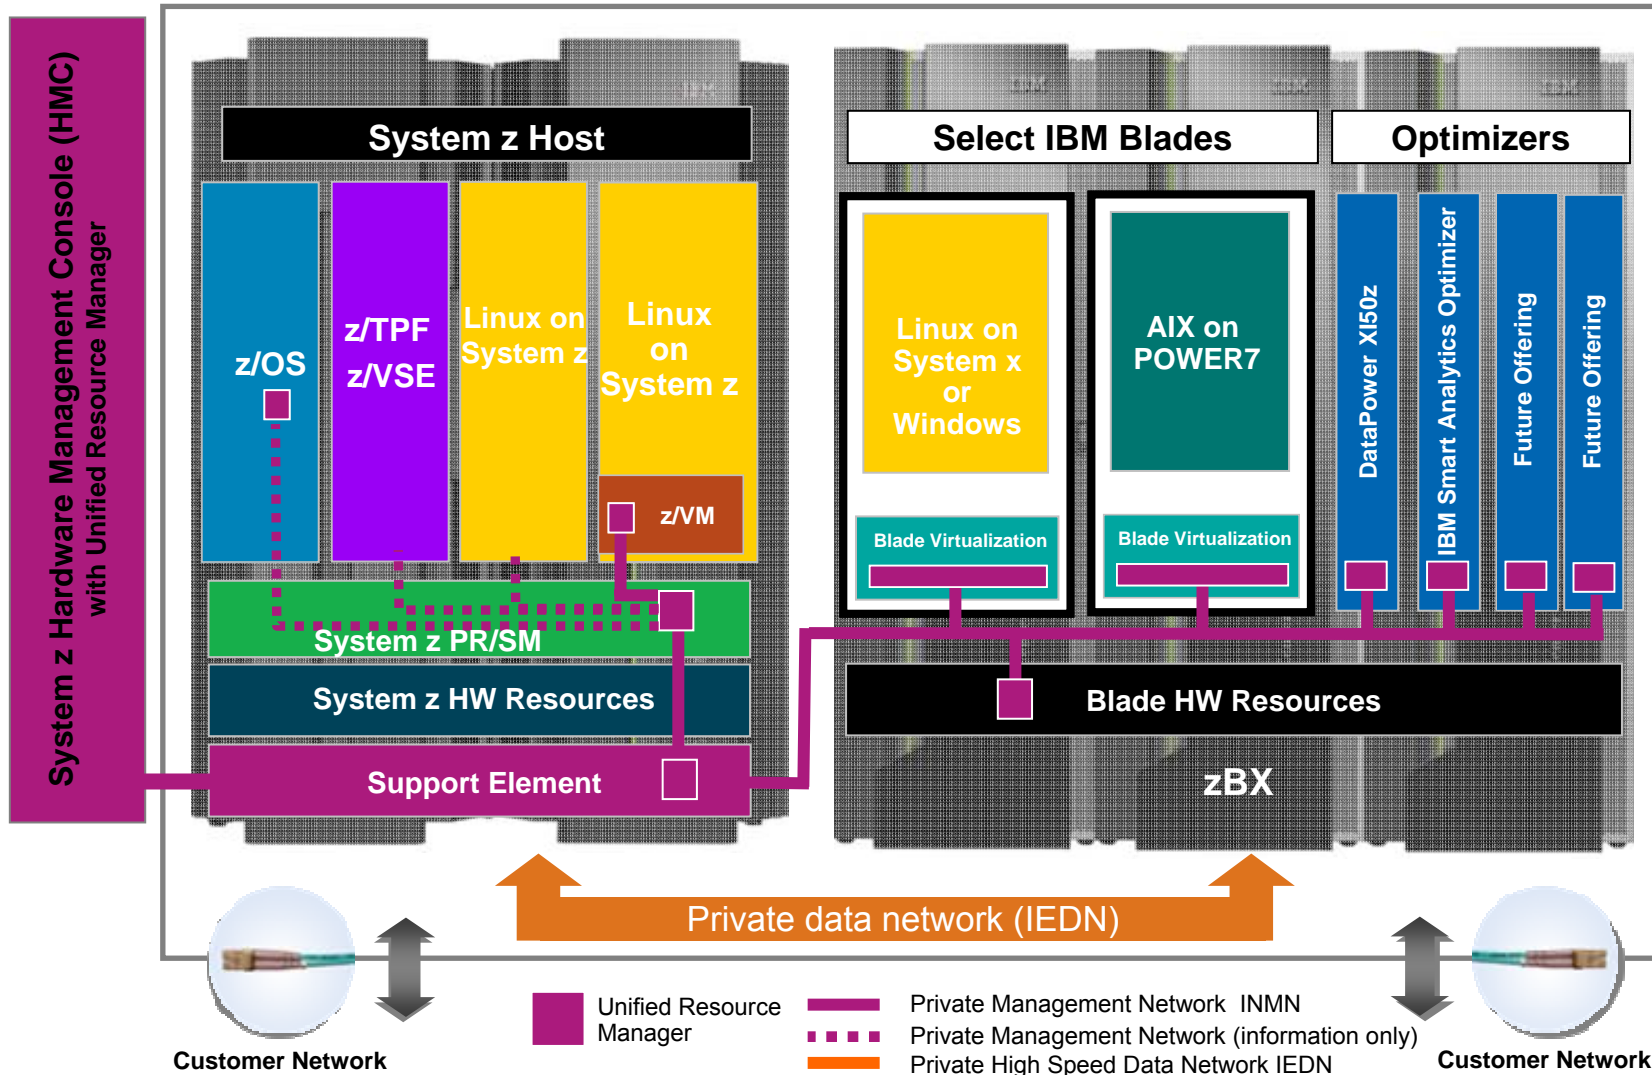 System z Hardware Management Console (HMC)
with Unified Resource Manager
System z Host
z/OS
z/TPF
z/VSE
Linux on
System z
Linux
on
System z
z/VM
System z PR/SM
System z HW Resources
Support Element
IBM
IBM
IBM
IBM
Select IBM Blades
Optimizers
Linux on
System x
or
Windows
Blade Virtualization
AIX on
POWER7
Blade Virtualization
DataPower XI50z
IBM Smart Analytics Optimizer
Future Offering
Future Offering
Blade HW Resources
zBX
Private data network (IEDN)
Customer Network
Unified Resource
Manager
Private Management Network INMN
Private Management Network (information only)
Private High Speed Data Network IEDN
Customer Network